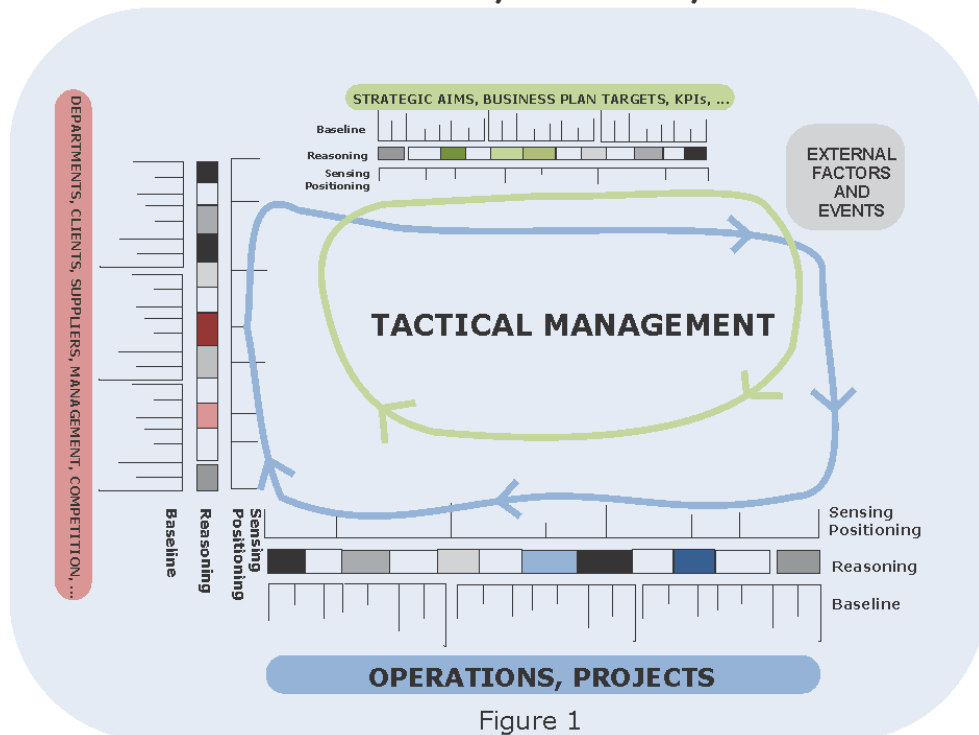 STRATEGIC AIMS, BUSINESS PLAN TARGETS, KPIs, ...
Baseline
Reasoning
Sensing
Positioning
EXTERNAL
FACTORS
AND
EVENTS
DEPARTMENTS, CLIENTS, SUPPLIERS, MANAGEMENT, COMPETITION, ...
TACTICAL MANAGEMENT
Baseline
Reasoning
Sensing
Positioning
Sensing
Positioning
Reasoning
Baseline
OPERATIONS, PROJECTS
Figure 1